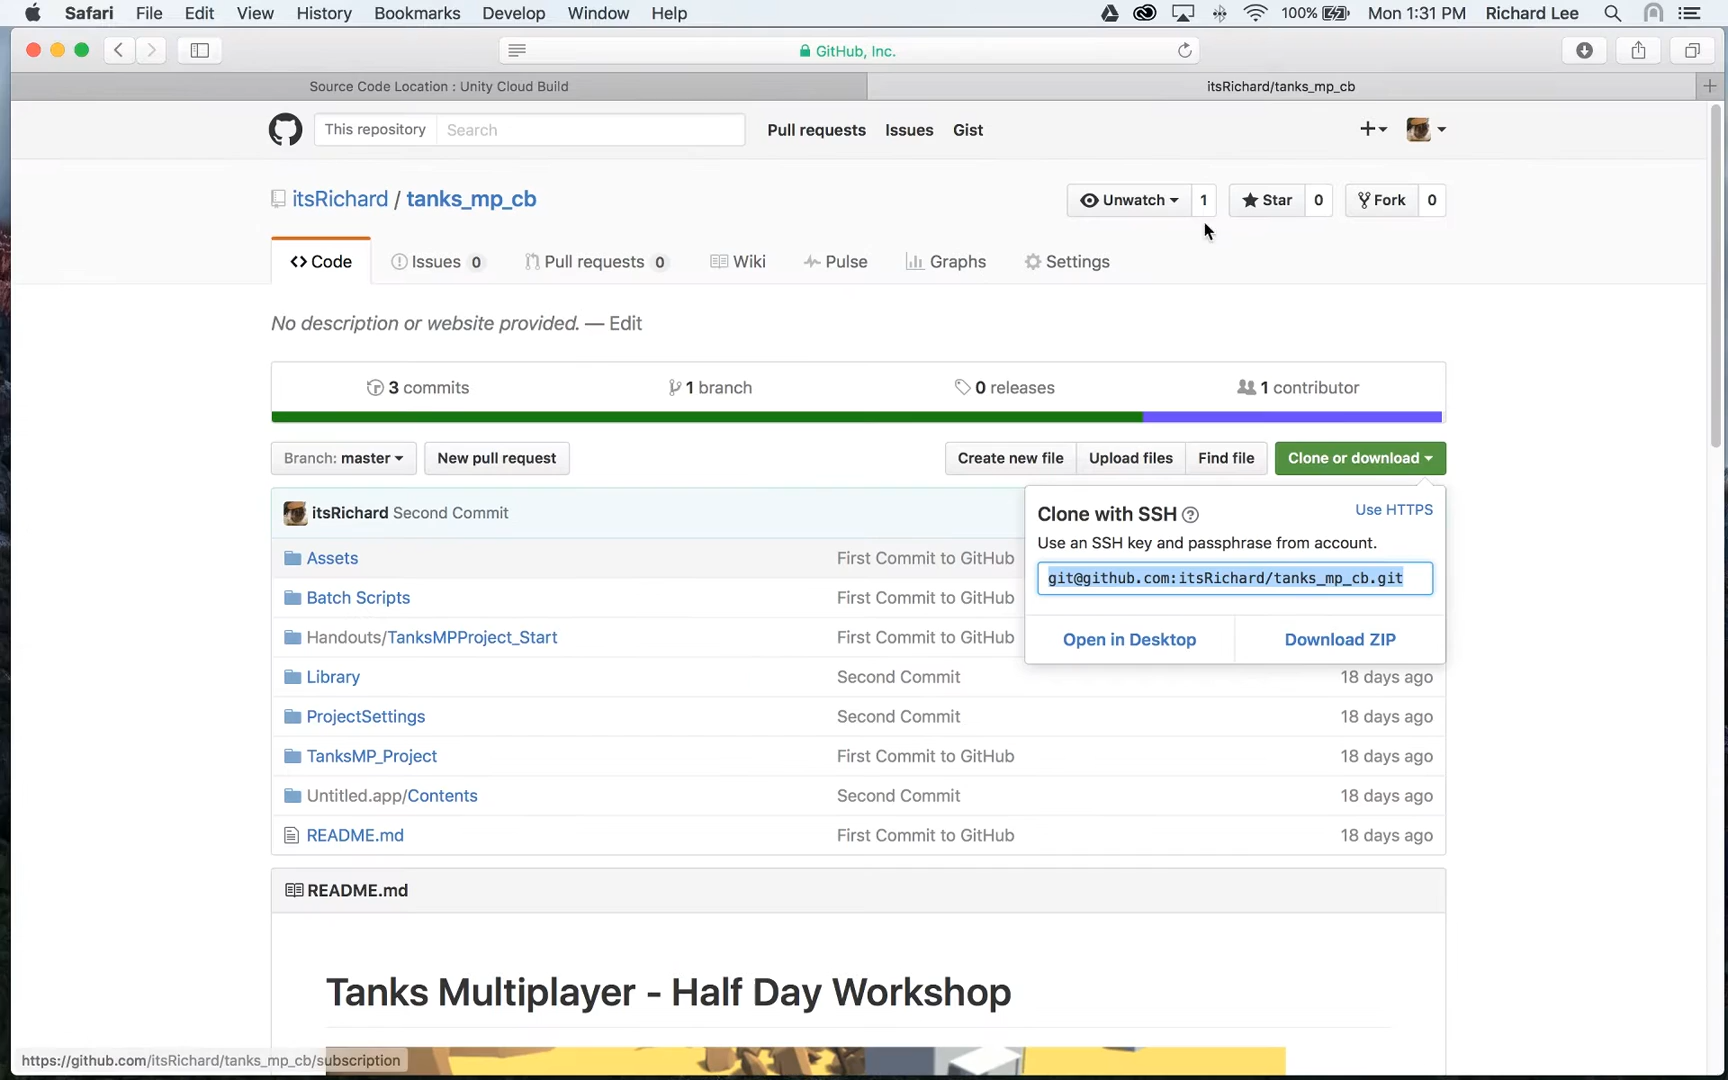 Safari File Edit View History Bookmarks Develop Window Help 100% Mon 1:31 PM Richard Lee
GitHub, Inc.
Source Code Location : Unity Cloud Build itsRichard/tanks_mp_cb
This repository Search Pull requests Issues Gist
itsRichard / tanks_mp_cb Unwatch 1 Star 0 Fork 0
Code Issues 0 Pull requests 0 Wiki Pulse Graphs Settings
No description or website provided. — Edit
3 commits 1 branch 0 releases 1 contributor
Branch: master New pull request Create new file Upload files Find file Clone or download
itsRichard Second Commit
Clone with SSH ? Use HTTPS
Use an SSH key and passphrase from account.
git@github.com:itsRichard/tanks_mp_cb.git
Open in Desktop Download ZIP
Assets First Commit to GitHub
Batch Scripts First Commit to GitHub
Handouts/TanksMPProject_Start First Commit to GitHub
Library Second Commit 18 days ago
ProjectSettings Second Commit 18 days ago
TanksMP_Project First Commit to GitHub 18 days ago
Untitled.app/Contents Second Commit 18 days ago
README.md First Commit to GitHub 18 days ago
README.md
Tanks Multiplayer - Half Day Workshop
https://github.com/itsRichard/tanks_mp_cb/subscription